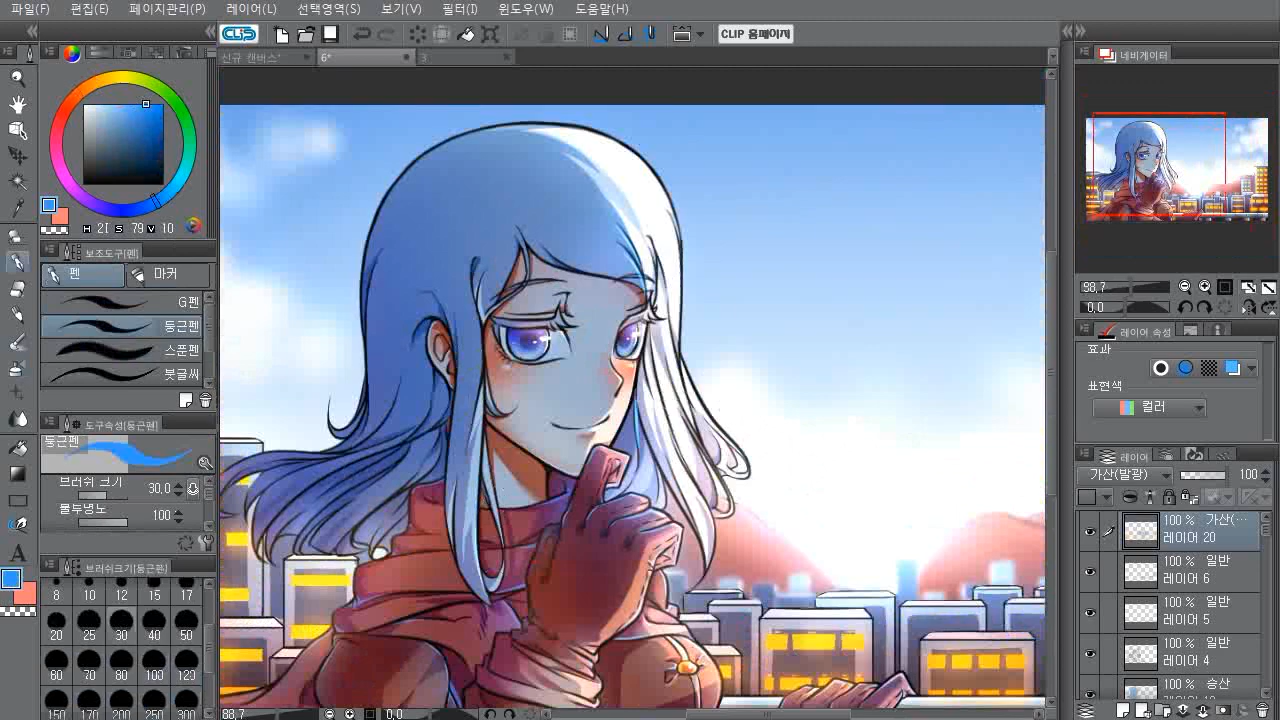 파일(F) 편집(E) 페이지관리(P) 레이어(L) 선택영역(S) 보기(V) 필터(I) 윈도우(W) 도움말(H)
CLIP CLIP 홈페이지
신규 캔버스* 6* 3
네비게이터
H 21 S 79 V 10
98,7
0,0
보조도구[펜]
펜 마커
G펜
둥근펜
스푼펜
붓글씨
레이어 속성
효과
표현색
컬러
도구속성[둥근펜]
둥근펜
브러쉬 크기 30,0
불투명도 100
레이어
가산(발광) 100
100 % 가산(…
레이어 20
100 % 일반
레이어 6
100 % 일반
레이어 5
100 % 일반
레이어 4
100 % 승산
브러쉬크기[둥근펜]
8 10 12 15 17
20 25 30 40 50
60 70 80 100 120
150 170 200 250 300
88,7 0,0